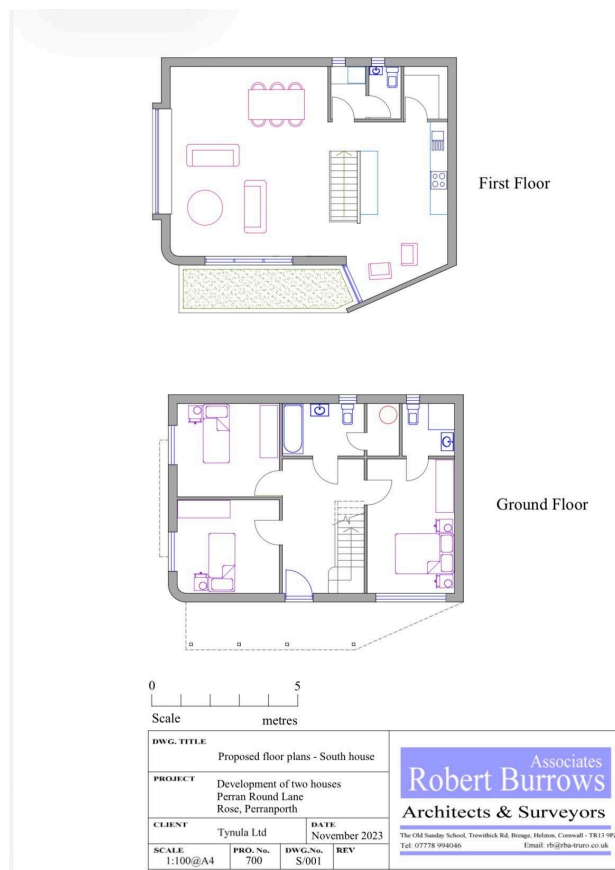 First Floor
Ground Floor
0 5
Scale metres
DWG. TITLE
Proposed floor plans - South house
PROJECT
Development of two houses
Perran Round Lane
Rose, Perranporth
CLIENT
Tynula Ltd
DATE
November 2023
SCALE
1:100@A4
PRO. No.
700
DWG.No.
S/001
REV
Associates
Robert Burrows
Architects & Surveyors
The Old Sunday School, Trewithick Rd, Breage, Helston, Cornwall - TR13 9PZ
Tel: 07778 994046 Email: rb@rba-truro.co.uk